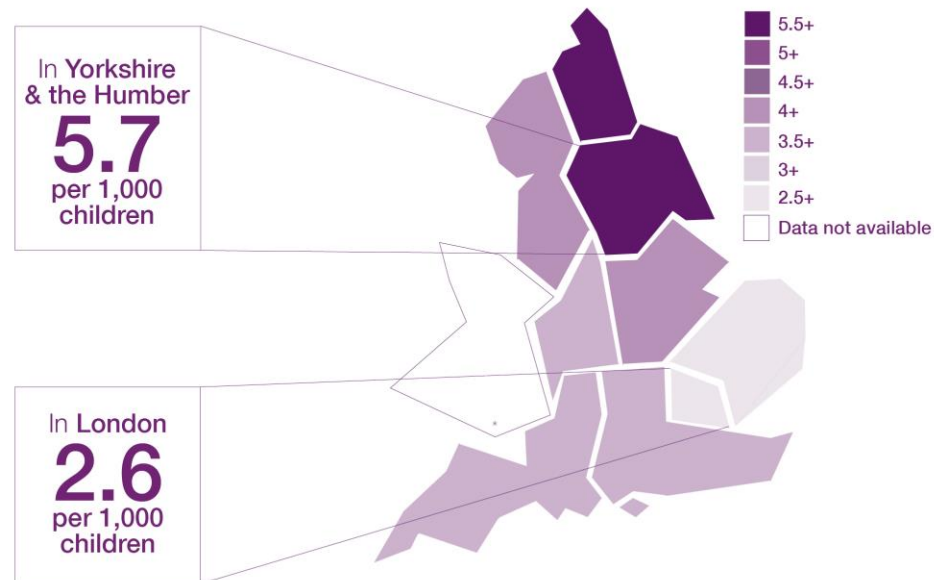 In Yorkshire
& the Humber
5.7
per 1,000
children
In London
2.6
per 1,000
children
5.5+
5+
4.5+
4+
3.5+
3+
2.5+
Data not available
*